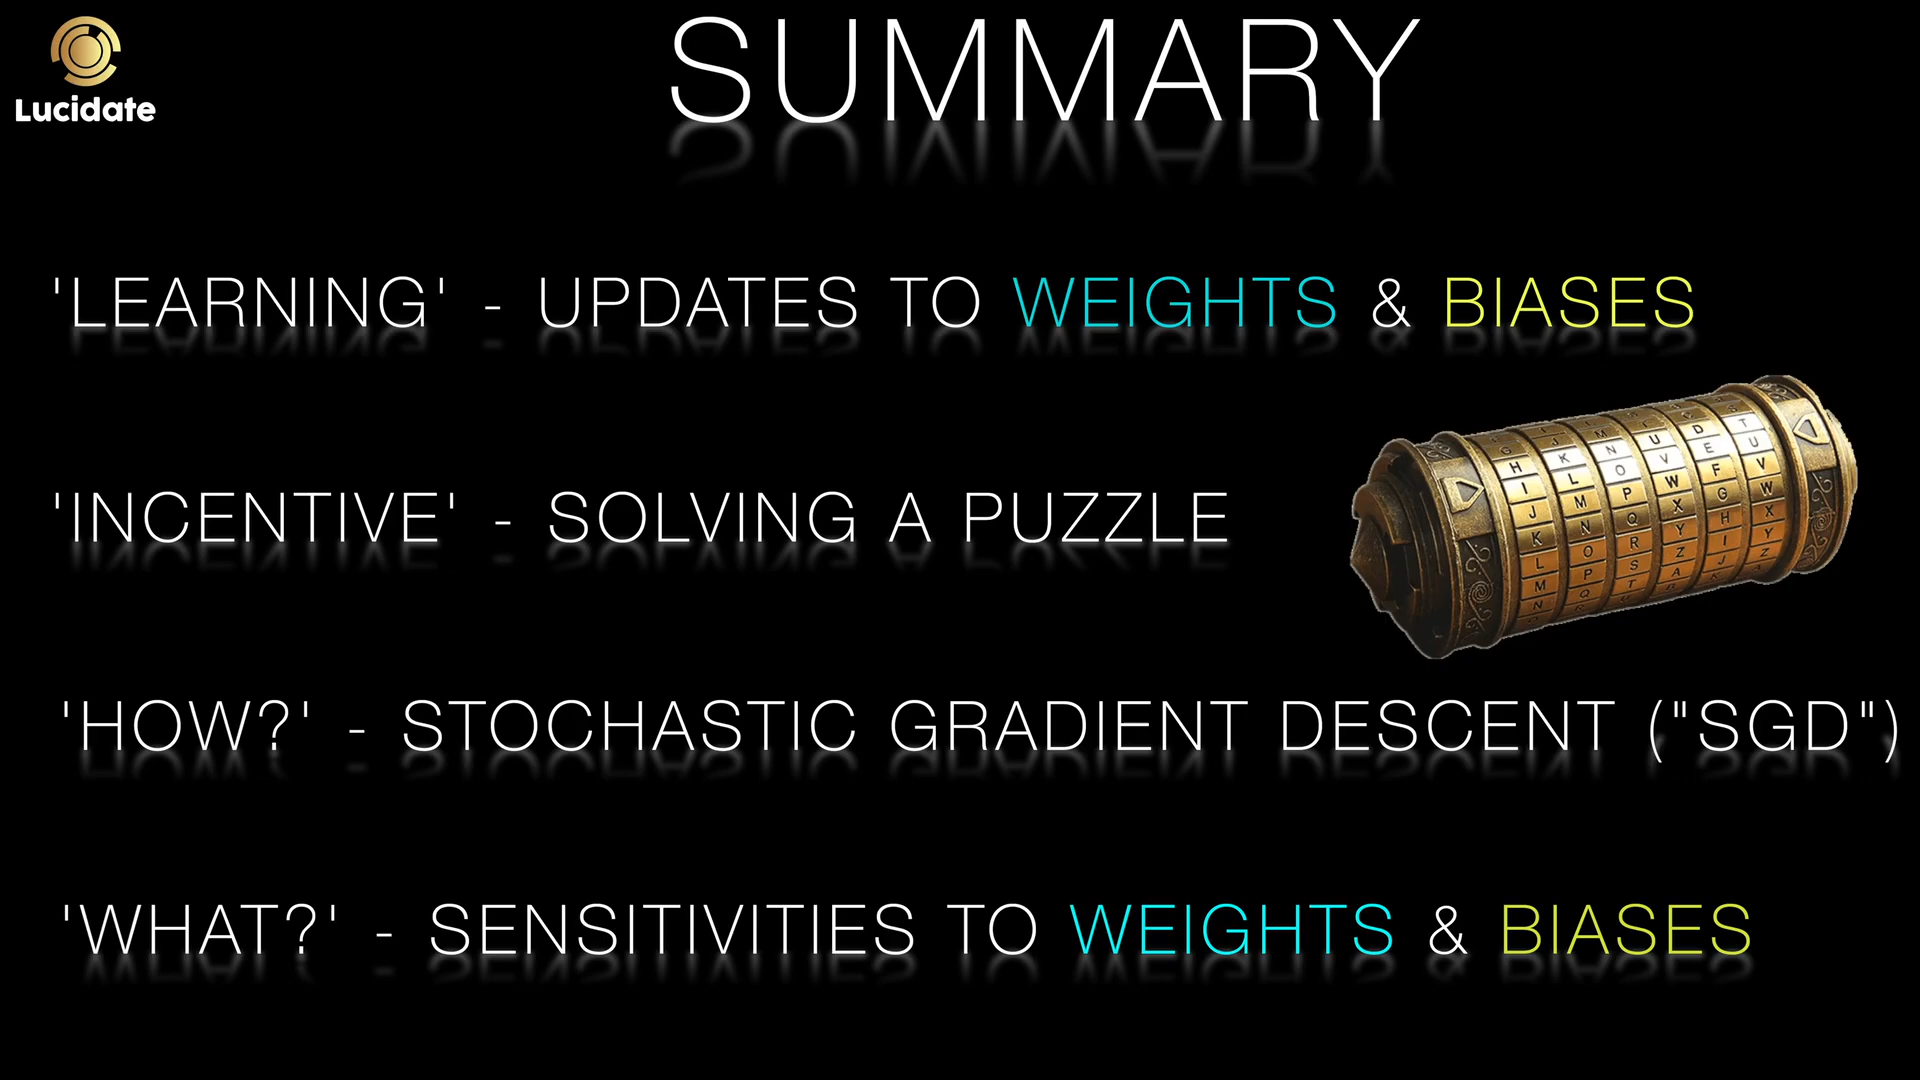 Lucidate
SUMMARY
'LEARNING' - UPDATES TO WEIGHTS & BIASES
'INCENTIVE' - SOLVING A PUZZLE
'HOW?' - STOCHASTIC GRADIENT DESCENT ("SGD")
'WHAT?' - SENSITIVITIES TO WEIGHTS & BIASES